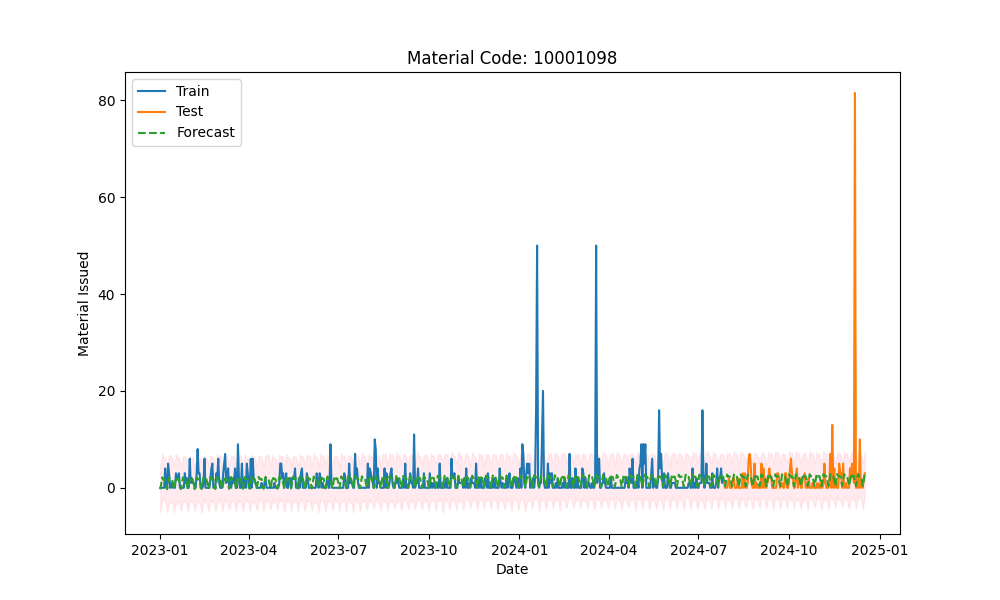 Material Code: 10001098
Train
Test
Forecast
80
60
40
20
0
Material Issued
2023-01
2023-04
2023-07
2023-10
2024-01
2024-04
2024-07
2024-10
2025-01
Date